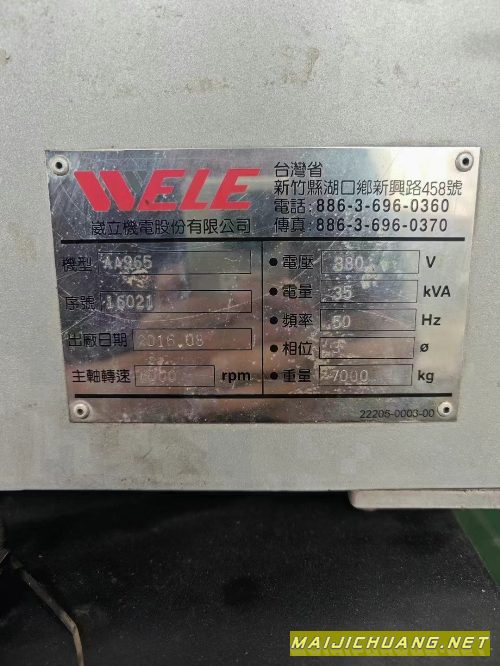 WELE
崴立機電股份有限公司
台灣省
新竹縣湖口鄉新興路458號
電話：886-3-696-0360
傳真：886-3-696-0370
機型 AA965
序號 16021
出廠日期 2016.08
主軸轉速 rpm
● 電壓 380 V
● 電量 35 kVA
● 頻率 50 Hz
● 相位 ø
● 重量 7000 kg
22206-0003-00
MAIJICHUANG.NET